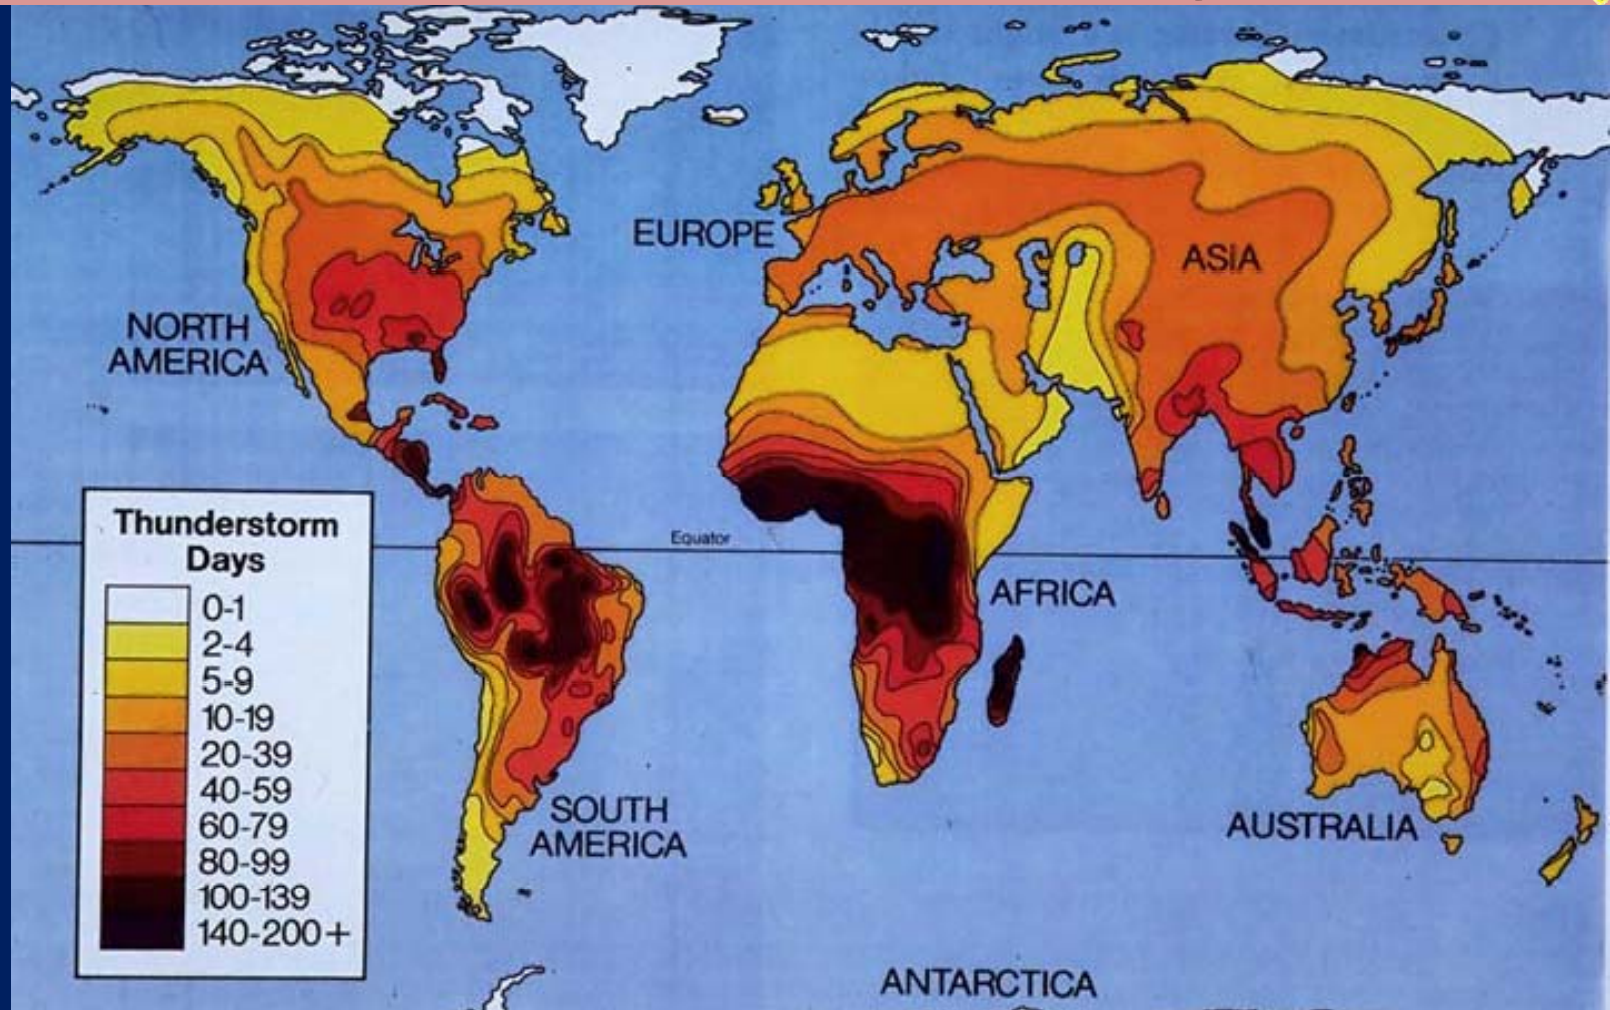 EUROPE
ASIA
NORTH
AMERICA
Thunderstorm
Days
0-1
2-4
5-9
10-19
20-39
40-59
60-79
80-99
100-139
140-200+
Equator
AFRICA
SOUTH
AMERICA
AUSTRALIA
ANTARCTICA